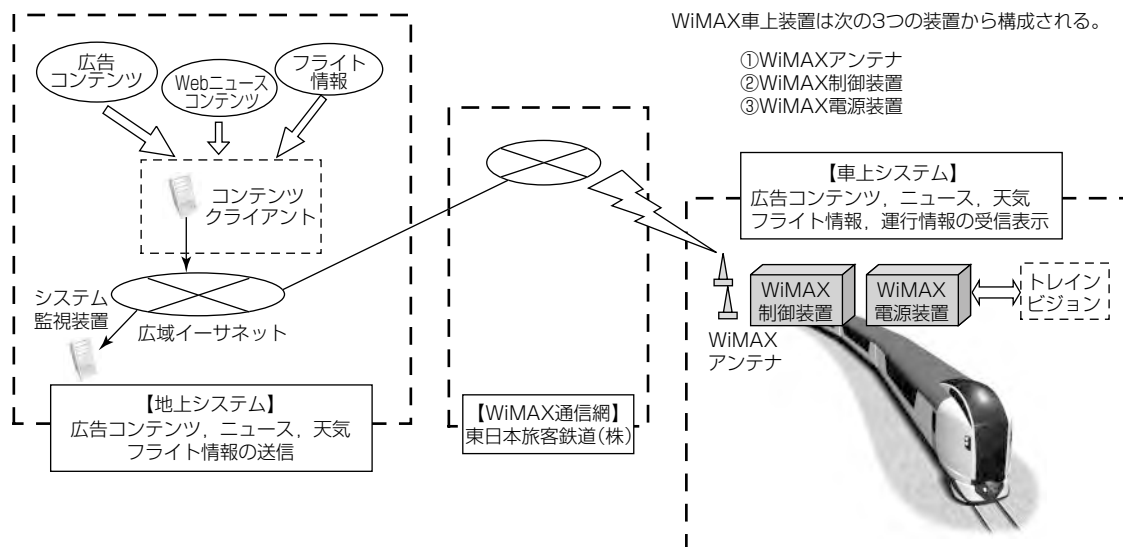 広告
コンテンツ
Webニュース
コンテンツ
フライト
情報
コンテンツ
クライアント
システム
監視装置
広域イーサネット
【地上システム】
広告コンテンツ，ニュース，天気
フライト情報の送信
【WiMAX通信網】
東日本旅客鉄道(株)
WiMAX車上装置は次の3つの装置から構成される。
①WiMAXアンテナ
②WiMAX制御装置
③WiMAX電源装置
【車上システム】
広告コンテンツ，ニュース，天気
フライト情報，運行情報の受信表示
WiMAX
アンテナ
WiMAX
制御装置
WiMAX
電源装置
トレイン
ビジョン